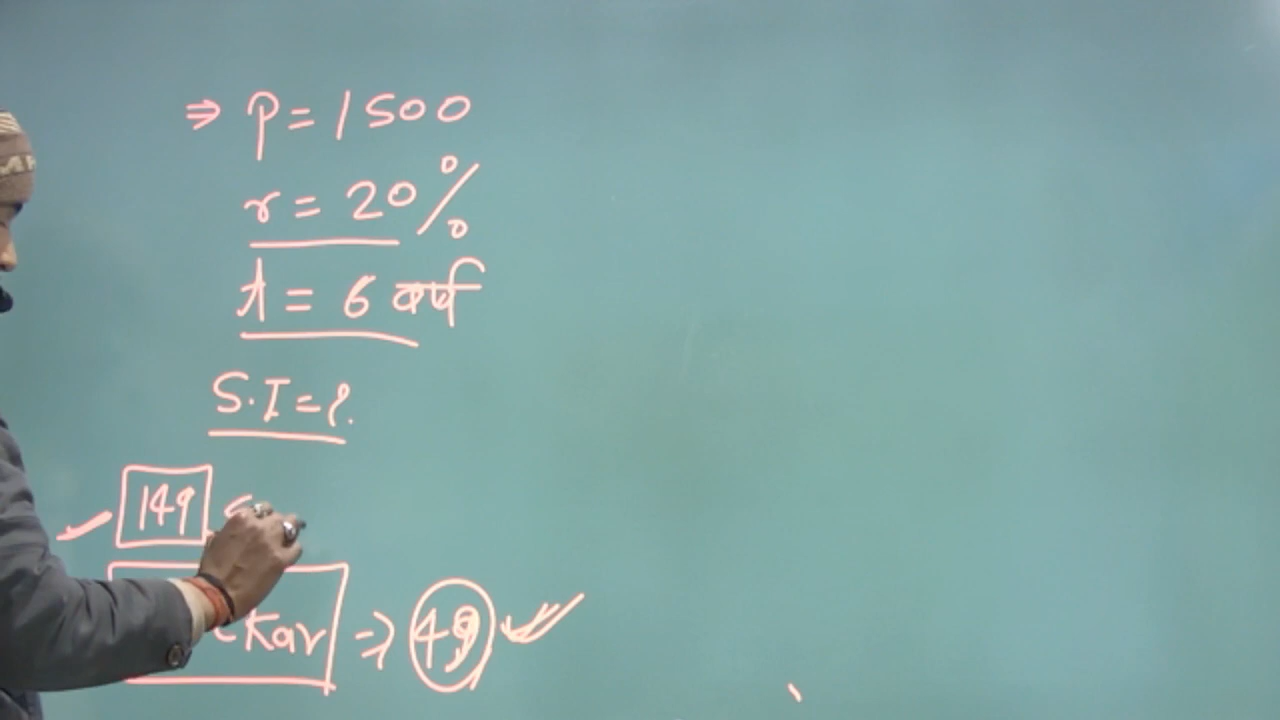 ⇒ P = 1500
r = 20%
t = 6 वर्ष
S.I = ?
149
Kar ⇒ 49